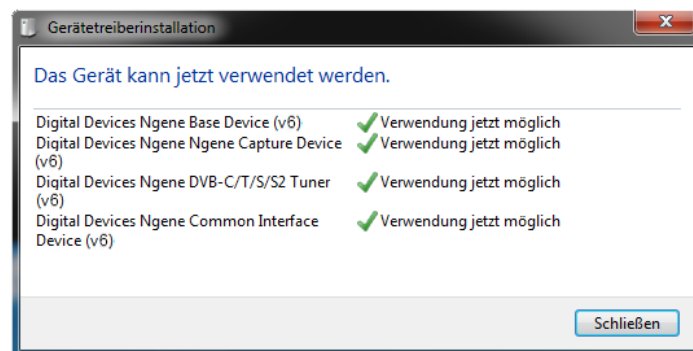 Gerätetreiberinstallation
Das Gerät kann jetzt verwendet werden.
Digital Devices Ngene Base Device (v6) Verwendung jetzt möglich
Digital Devices Ngene Ngene Capture Device Verwendung jetzt möglich
(v6)
Digital Devices Ngene DVB-C/T/S/S2 Tuner Verwendung jetzt möglich
(v6)
Digital Devices Ngene Common Interface Verwendung jetzt möglich
Device (v6)
Schließen